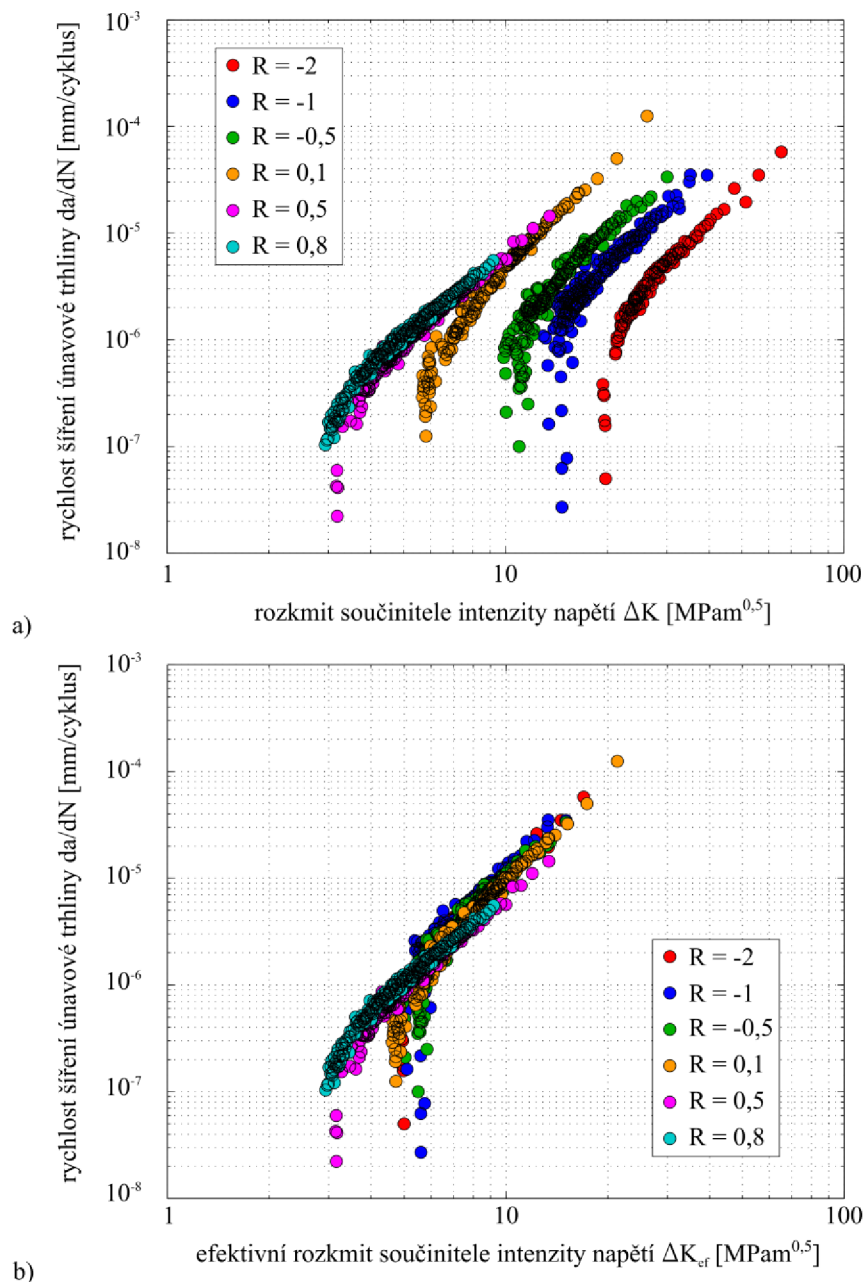 10⁻³
10⁻⁴
10⁻⁵
10⁻⁶
10⁻⁷
10⁻⁸
rychlost šíření únavové trhliny da/dN [mm/cyklus]
R = -2
R = -1
R = -0,5
R = 0,1
R = 0,5
R = 0,8
1 10 100
rozkmit součinitele intenzity napětí ΔK [MPam^0,5]
a)
10⁻³
10⁻⁴
10⁻⁵
10⁻⁶
10⁻⁷
10⁻⁸
rychlost šíření únavové trhliny da/dN [mm/cyklus]
R = -2
R = -1
R = -0,5
R = 0,1
R = 0,5
R = 0,8
1 10 100
efektivní rozkmit součinitele intenzity napětí ΔK_ef [MPam^0,5]
b)